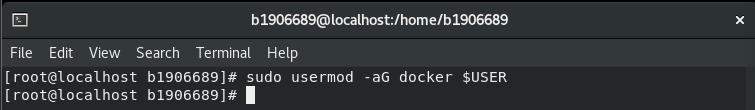 b1906689@localhost:/home/b1906689
File Edit View Search Terminal Help
[root@localhost b1906689]# sudo usermod -aG docker $USER
[root@localhost b1906689]#